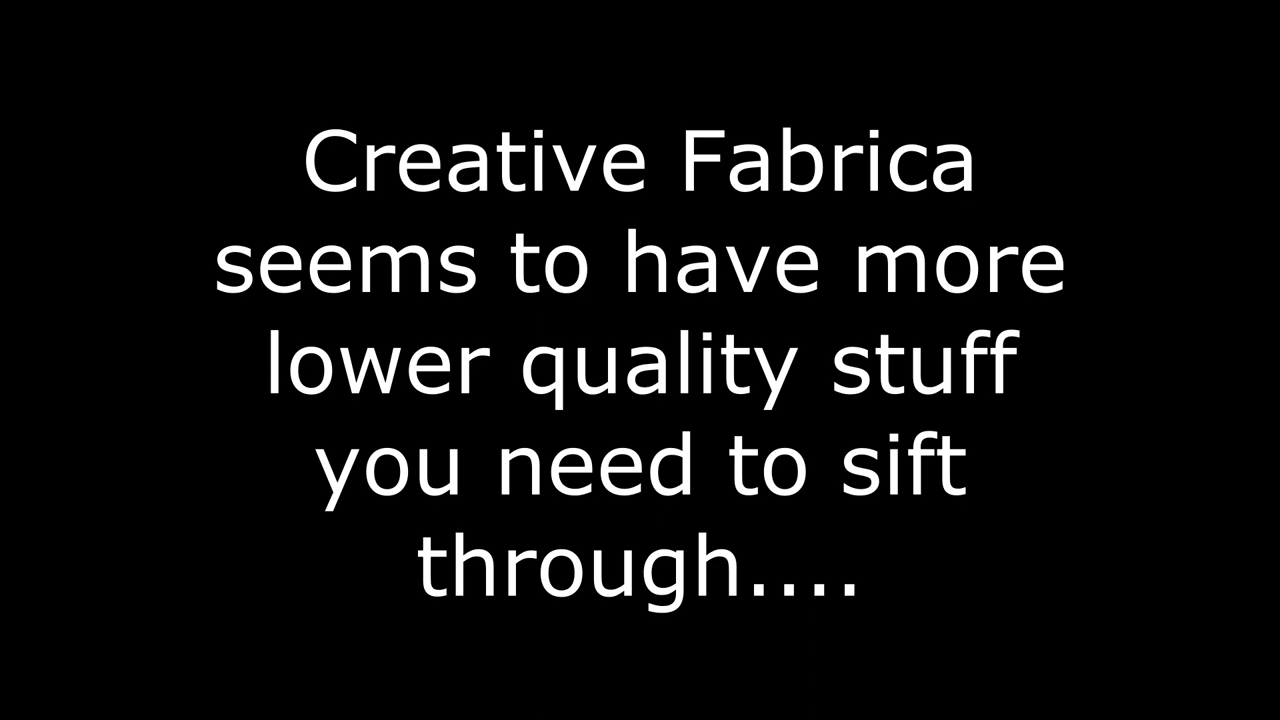 Creative Fabrica
seems to have more
lower quality stuff
you need to sift
through....